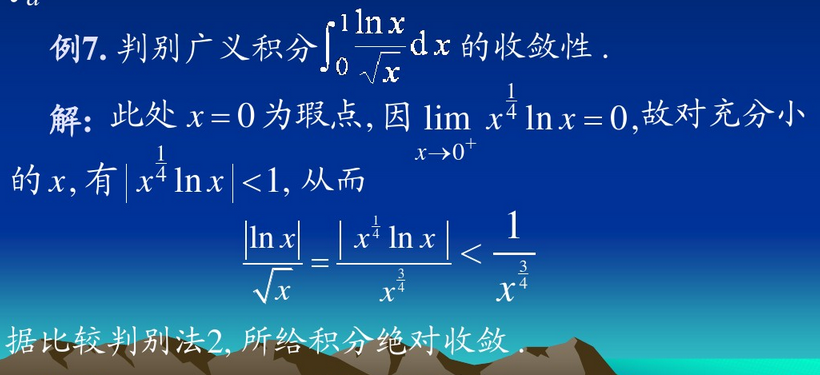 例7. 判别广义积分 $\int_0^1 \frac{\ln x}{\sqrt{x}} \mathrm{d}x$ 的收敛性 .
解: 此处 $x=0$ 为瑕点, 因 $\lim_{x \to 0^+} x^{\frac{1}{4}} \ln x = 0$,故对充分小
的 $x$, 有 $|x^{\frac{1}{4}} \ln x| < 1$, 从而
$\frac{|\ln x|}{\sqrt{x}} = \frac{|x^{\frac{1}{4}} \ln x|}{x^{\frac{3}{4}}} < \frac{1}{x^{\frac{3}{4}}}$
据比较判别法2, 所给积分绝对收敛 .